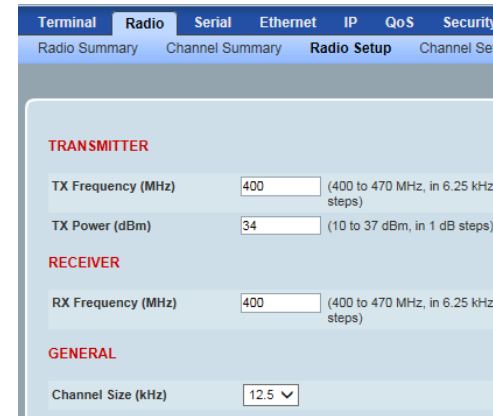 Terminal Radio Serial Ethernet IP QoS Security
Radio Summary Channel Summary Radio Setup Channel Se
TRANSMITTER
TX Frequency (MHz) 400 (400 to 470 MHz, in 6.25 kHz
steps)
TX Power (dBm) 34 (10 to 37 dBm, in 1 dB steps)
RECEIVER
RX Frequency (MHz) 400 (400 to 470 MHz, in 6.25 kHz
steps)
GENERAL
Channel Size (kHz) 12.5